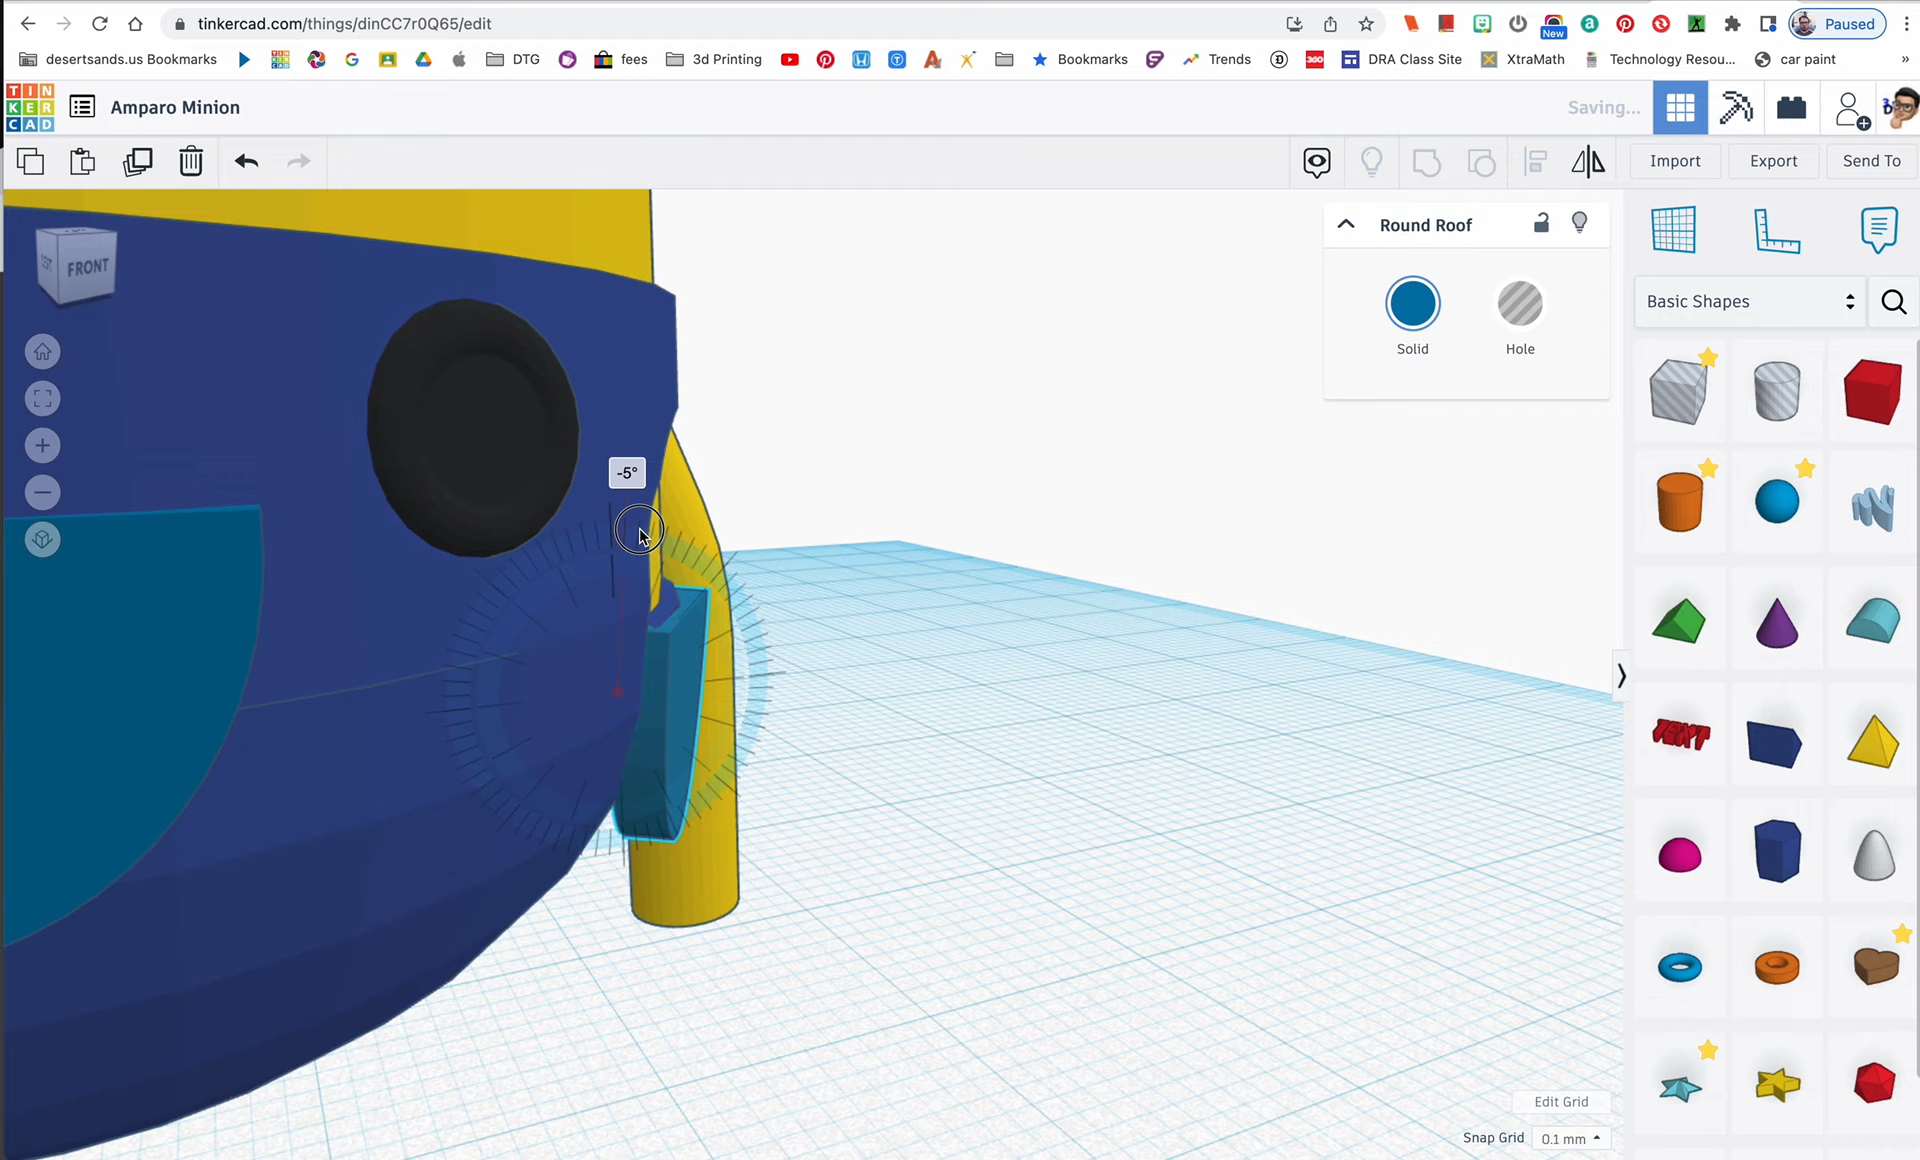 tinkercad.com/things/dinCC7r0Q65/edit
New
Paused
desertsands.us Bookmarks
DTG
fees
3d Printing
300
Bookmarks
Trends
DRA Class Site
XtraMath
Technology Resou...
car paint
»
TIN
KER
CAD
Amparo Minion
Saving...
Import
Export
Send To
Round Roof
FRONT
Basic Shapes
Solid
Hole
-5°
TEXT
Edit Grid
Snap Grid
0.1 mm